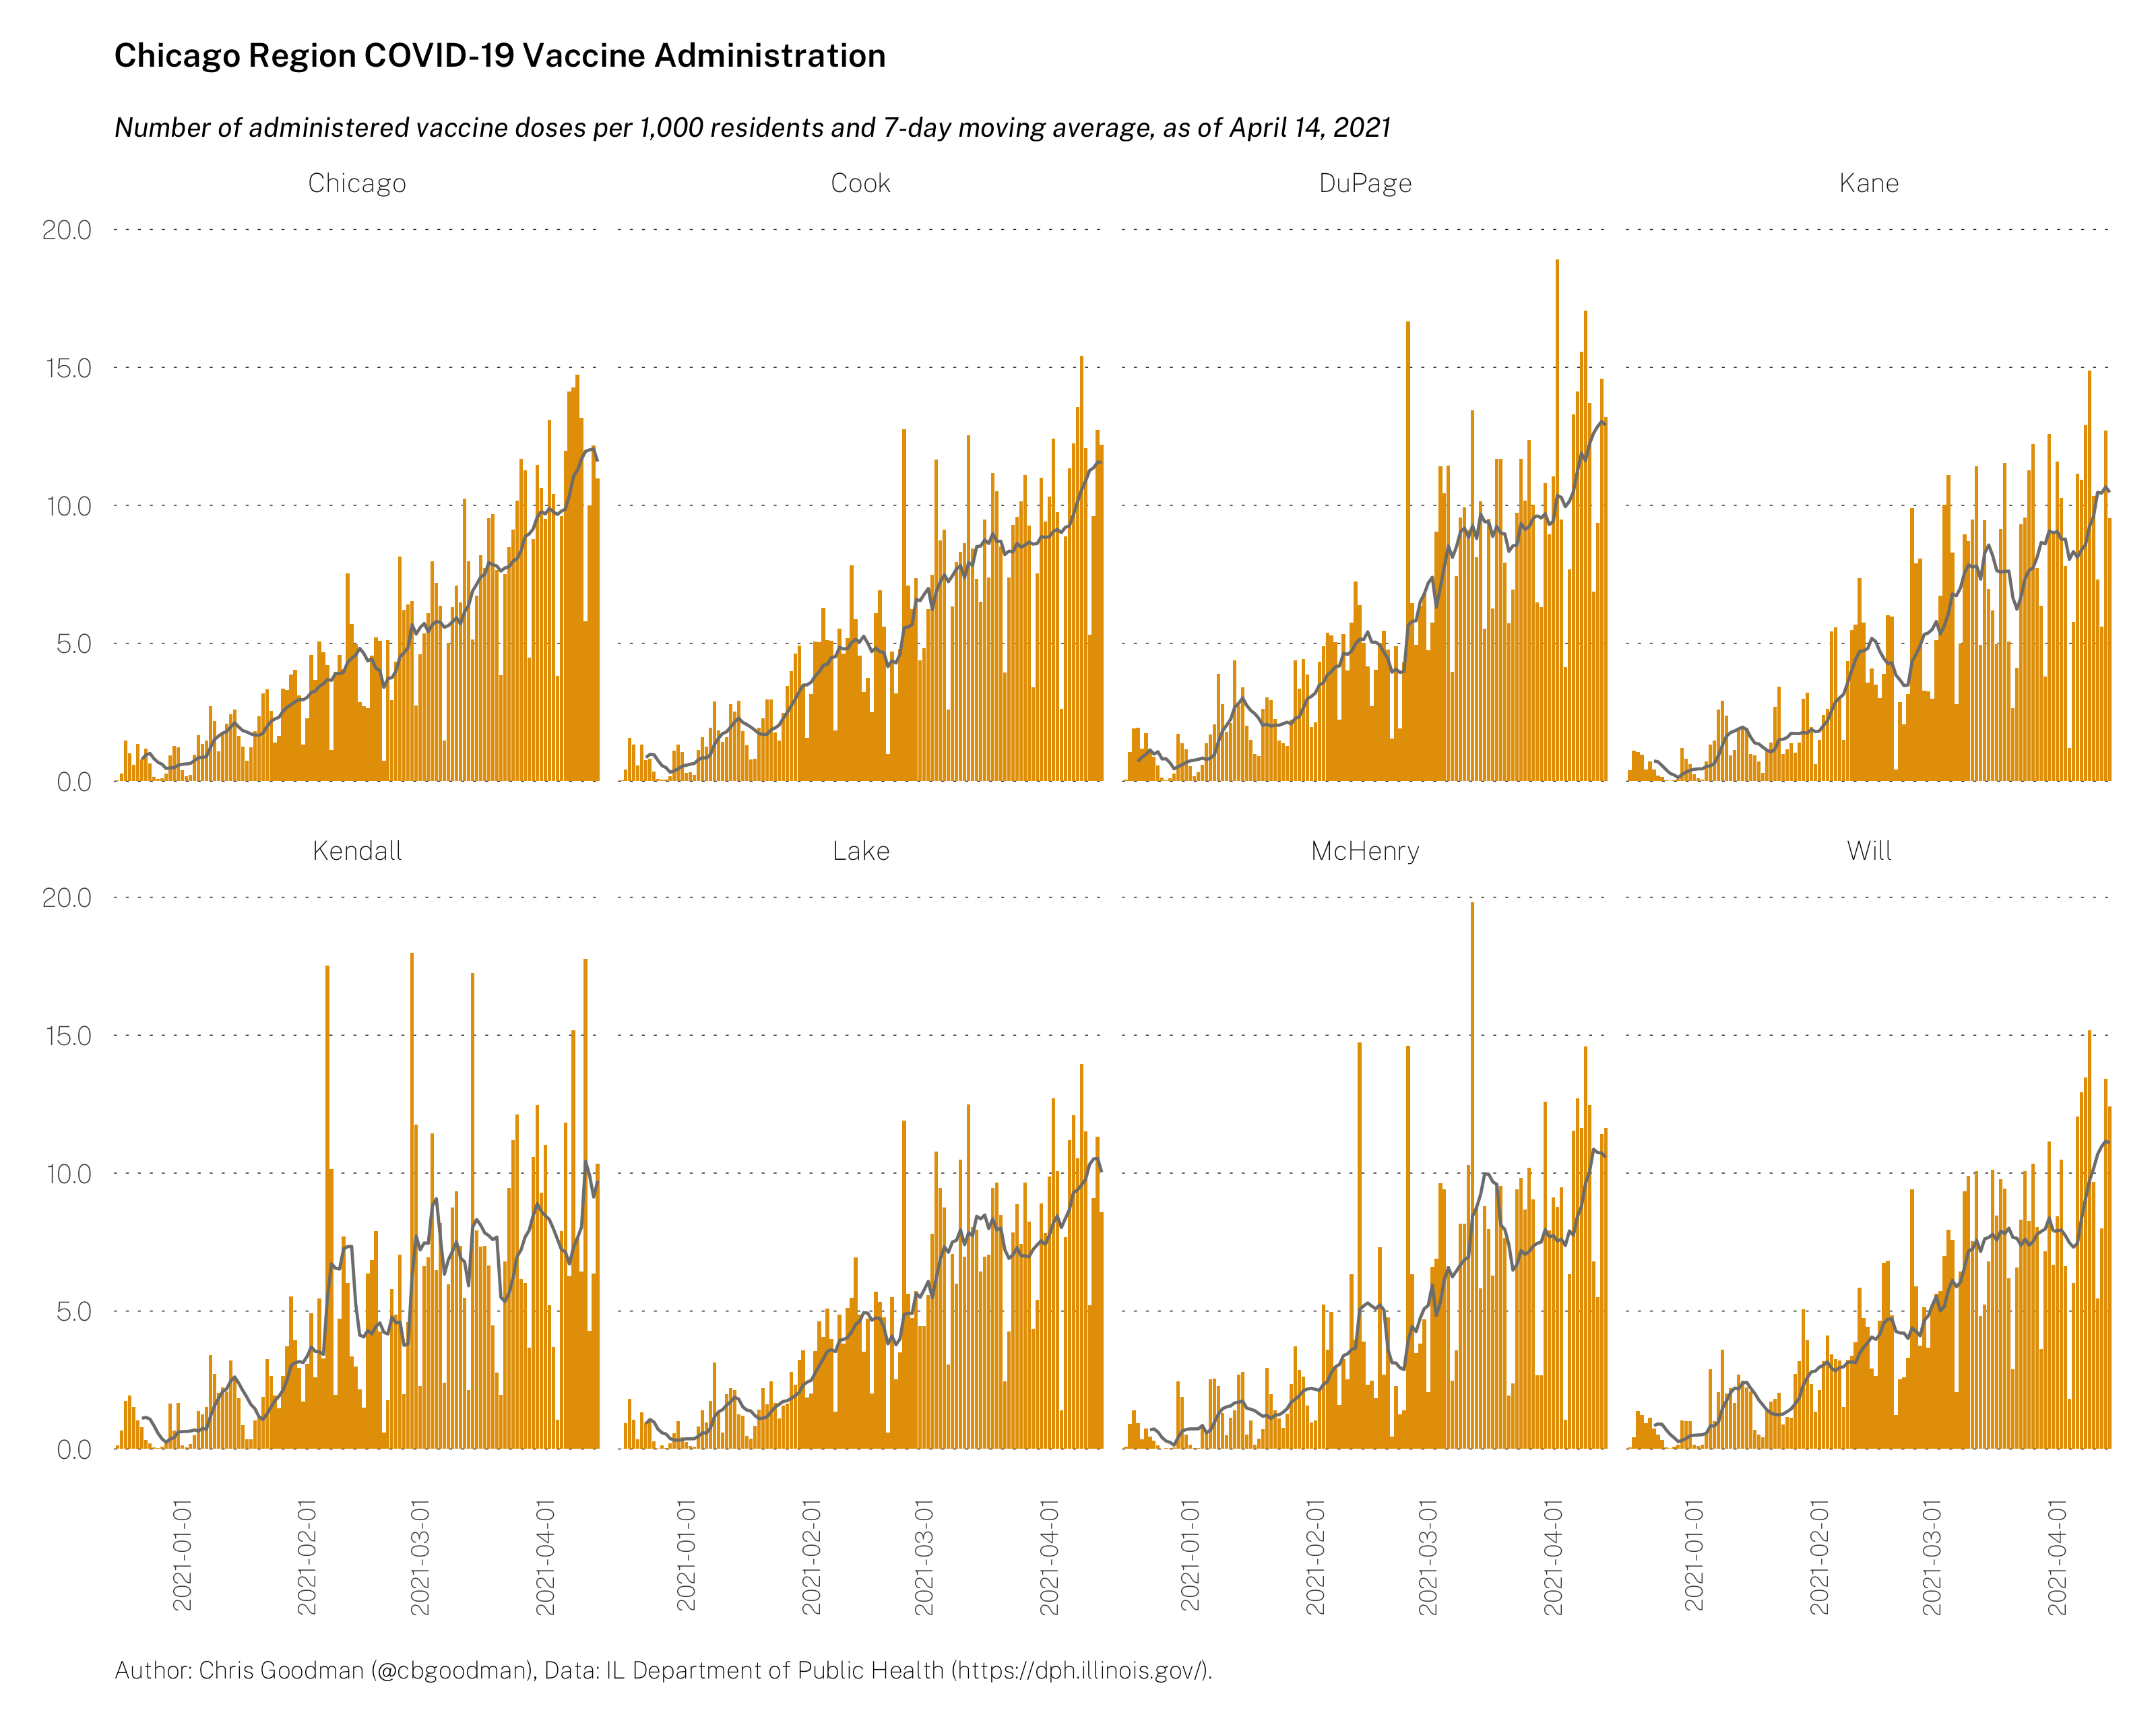 Chicago Region COVID-19 Vaccine Administration
Number of administered vaccine doses per 1,000 residents and 7-day moving average, as of April 14, 2021
Chicago Cook DuPage Kane
20.0
15.0
10.0
5.0
0.0
Kendall Lake McHenry Will
20.0
15.0
10.0
5.0
0.0
2021-01-01 2021-02-01 2021-03-01 2021-04-01 2021-01-01 2021-02-01 2021-03-01 2021-04-01 2021-01-01 2021-02-01 2021-03-01 2021-04-01 2021-01-01 2021-02-01 2021-03-01 2021-04-01
Author: Chris Goodman (@cbgoodman), Data: IL Department of Public Health (https://dph.illinois.gov/).